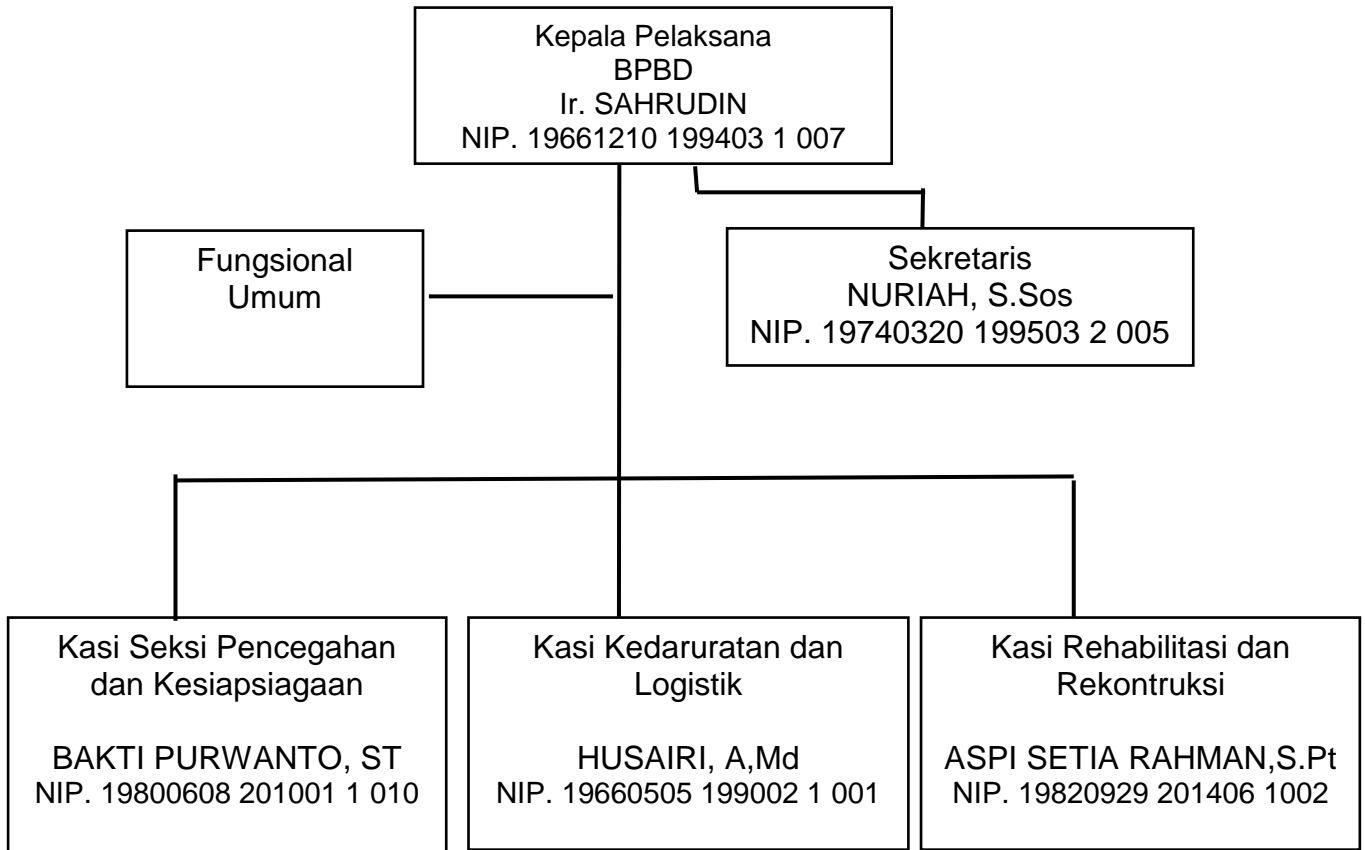 Kepala Pelaksana
BPBD
Ir. SAHRUDIN
NIP. 19661210 199403 1 007
Fungsional
Umum
Sekretaris
NURIAH, S.Sos
NIP. 19740320 199503 2 005
Kasi Seksi Pencegahan
dan Kesiapsiagaan
BAKTI PURWANTO, ST
NIP. 19800608 201001 1 010
Kasi Kedaruratan dan
Logistik
HUSAIRI, A,Md
NIP. 19660505 199002 1 001
Kasi Rehabilitasi dan
Rekontruksi
ASPI SETIA RAHMAN,S.Pt
NIP. 19820929 201406 1002